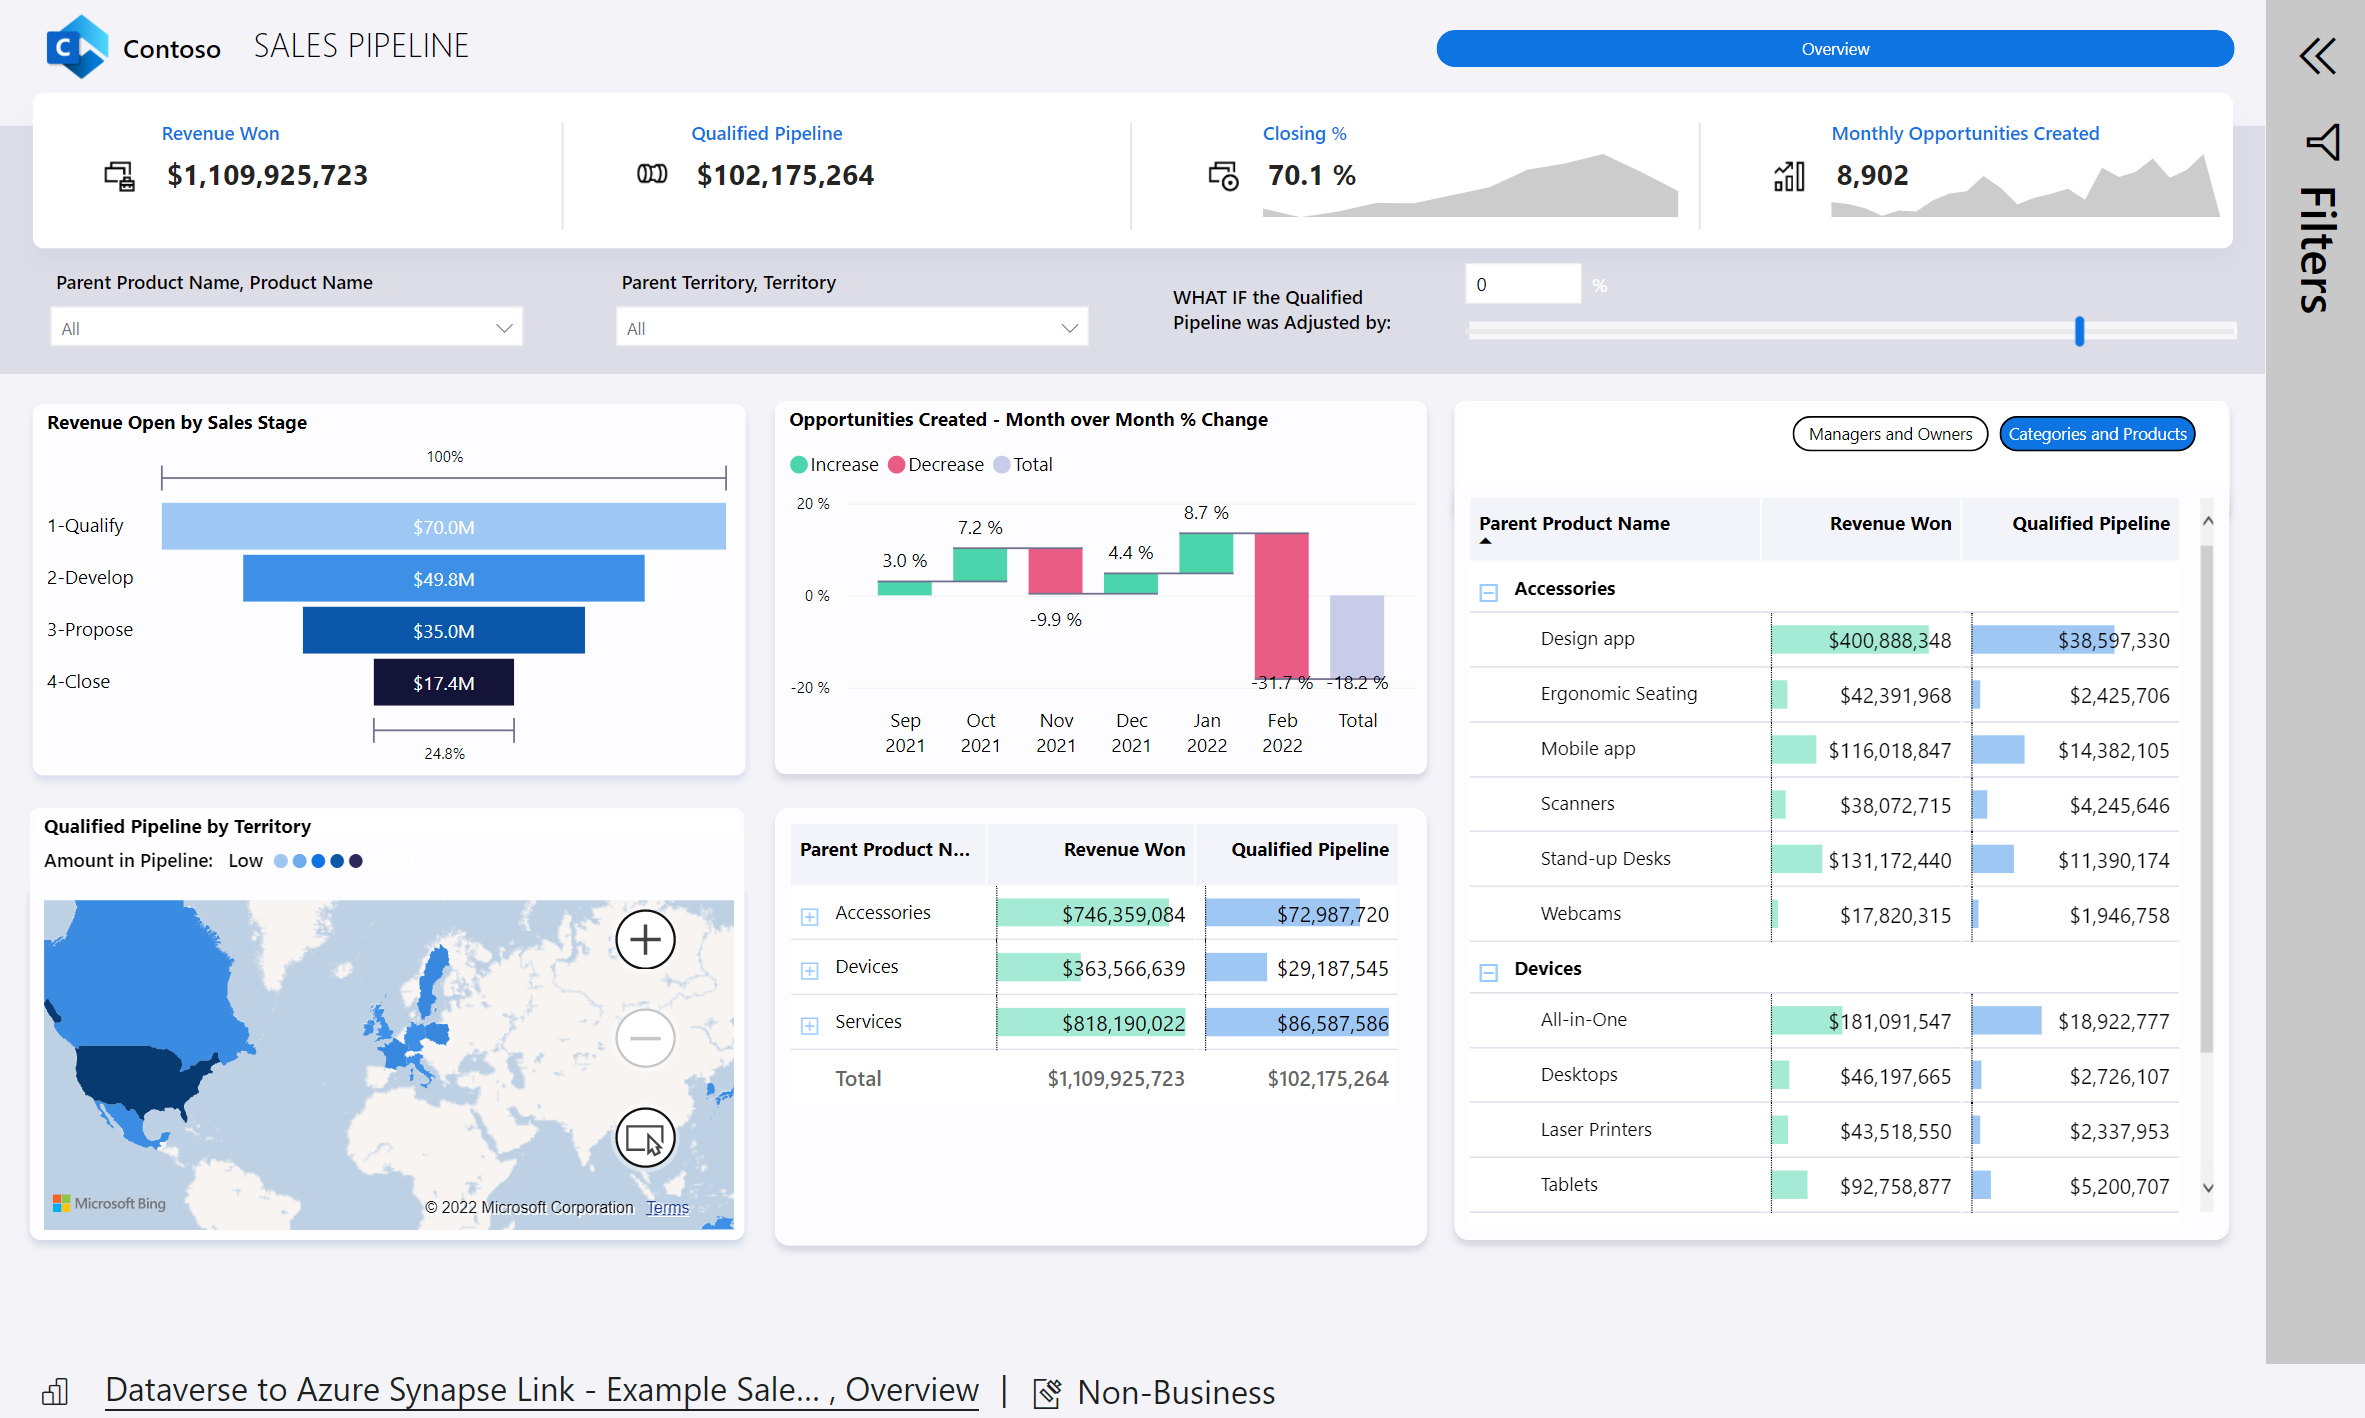 Contoso SALES PIPELINE
Overview
Revenue Won
$1,109,925,723
Qualified Pipeline
$102,175,264
Closing %
70.1 %
Monthly Opportunities Created
8,902
Filters
Parent Product Name, Product Name
All
Parent Territory, Territory
All
WHAT IF the Qualified
Pipeline was Adjusted by:
0 %
Revenue Open by Sales Stage
100%
1-Qualify $70.0M
2-Develop $49.8M
3-Propose $35.0M
4-Close $17.4M
24.8%
Opportunities Created - Month over Month % Change
Increase Decrease Total
20 %
0 %
-20 %
3.0 %
7.2 %
-9.9 %
4.4 %
8.7 %
-31.7 %
-18.2 %
Sep Oct Nov Dec Jan Feb Total
2021 2021 2021 2021 2022 2022
Managers and Owners
Categories and Products
Parent Product Name Revenue Won Qualified Pipeline
Accessories
Design app $400,888,348 $38,597,330
Ergonomic Seating $42,391,968 $2,425,706
Mobile app $116,018,847 $14,382,105
Scanners $38,072,715 $4,245,646
Stand-up Desks $131,172,440 $11,390,174
Webcams $17,820,315 $1,946,758
Devices
All-in-One $181,091,547 $18,922,777
Desktops $46,197,665 $2,726,107
Laser Printers $43,518,550 $2,337,953
Tablets $92,758,877 $5,200,707
Qualified Pipeline by Territory
Amount in Pipeline: Low
Microsoft Bing
© 2022 Microsoft Corporation Terms
Parent Product N... Revenue Won Qualified Pipeline
Accessories $746,359,084 $72,987,720
Devices $363,566,639 $29,187,545
Services $818,190,022 $86,587,586
Total $1,109,925,723 $102,175,264
Dataverse to Azure Synapse Link - Example Sale... , Overview | Non-Business